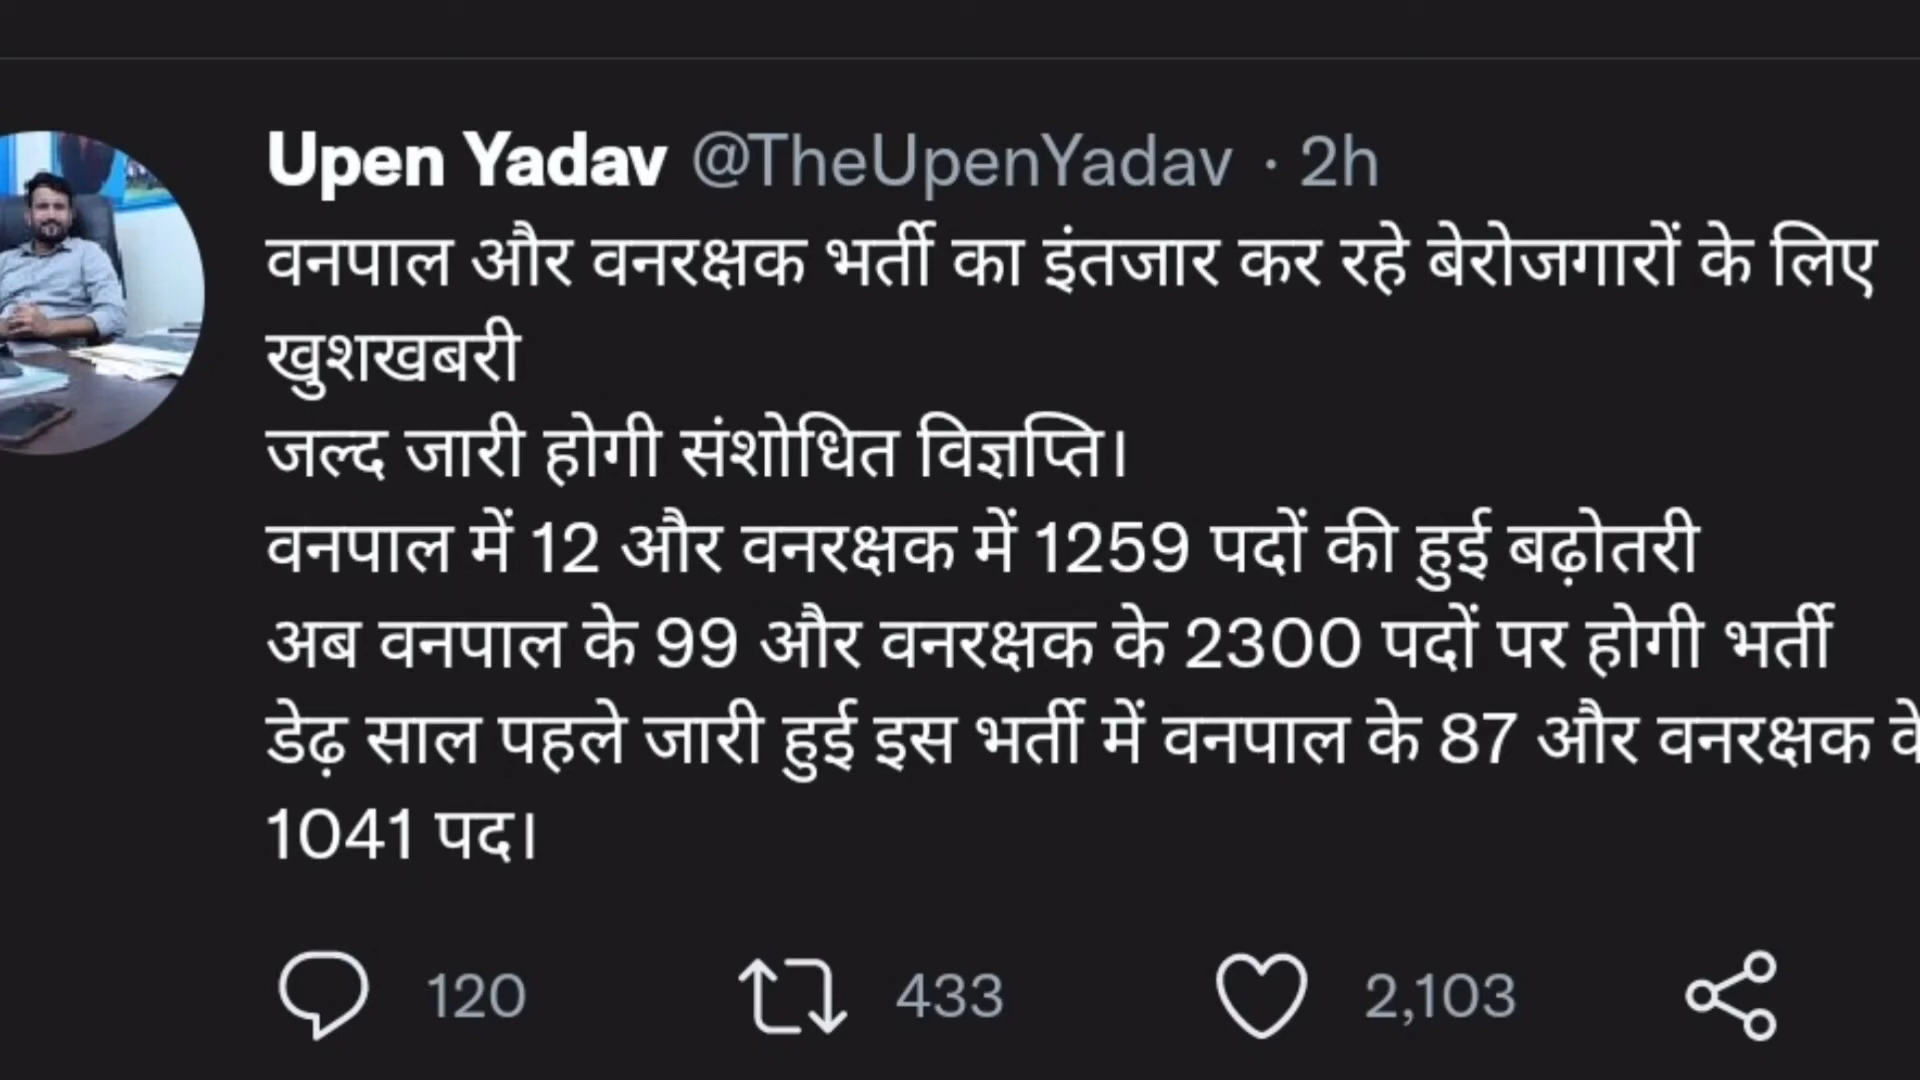 Upen Yadav @TheUpenYadav · 2h
वनपाल और वनरक्षक भर्ती का इंतजार कर रहे बेरोजगारों के लिए
खुशखबरी
जल्द जारी होगी संशोधित विज्ञप्ति।
वनपाल में 12 और वनरक्षक में 1259 पदों की हुई बढ़ोतरी
अब वनपाल के 99 और वनरक्षक के 2300 पदों पर होगी भर्ती
डेढ़ साल पहले जारी हुई इस भर्ती में वनपाल के 87 और वनरक्षक के
1041 पद।
120 433 2,103